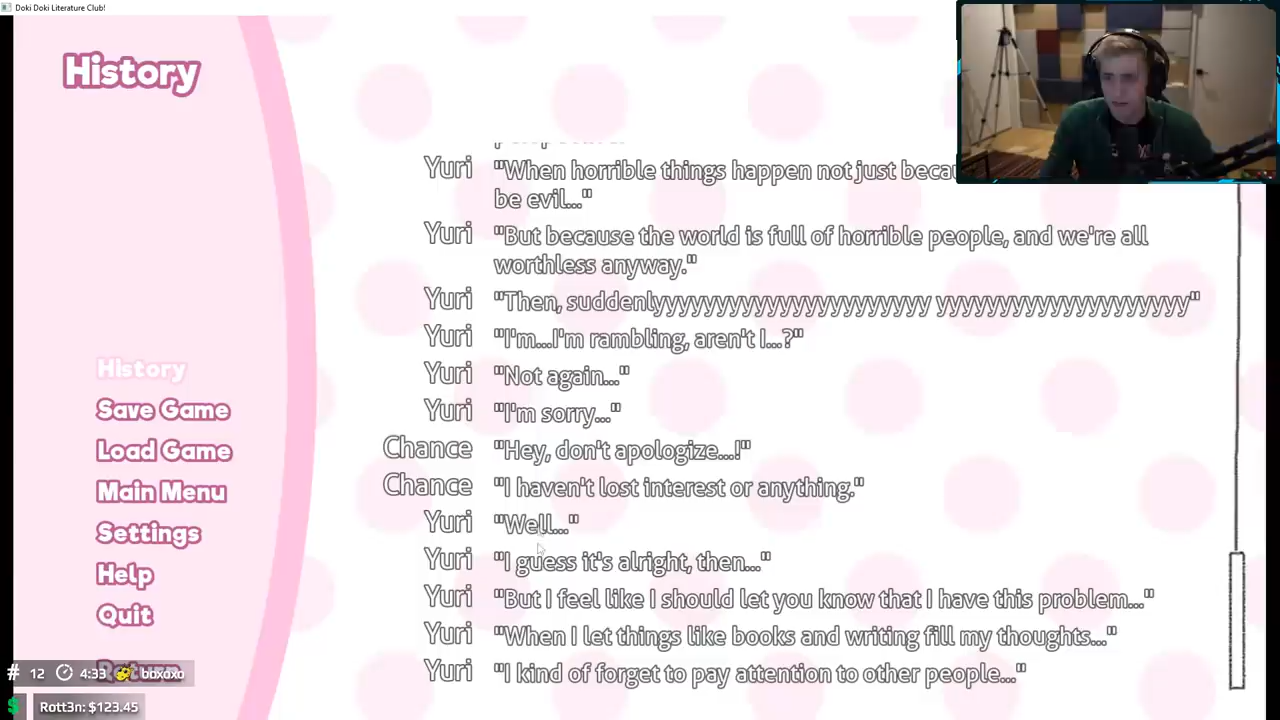 Doki Doki Literature Club!
History
Yuri "When horrible things happen not just
be evil..."
Yuri "But because the world is full of horrible people, and we're all
worthless anyway."
Yuri "Then, suddenlyyyyyyyyyyyyyyyyyyyyyy yyyyyyyyyyyyyyyyyyyy"
Yuri "I'm...I'm rambling, aren't I...?"
Yuri "Not again..."
Yuri "I'm sorry..."
Chance "Hey, don't apologize...!"
Chance "I haven't lost interest or anything."
Yuri "Well..."
Yuri "I guess it's alright, then..."
Yuri "But I feel like I should let you know that I have this problem..."
Yuri "When I let things like books and writing fill my thoughts..."
Yuri "I kind of forget to pay attention to other people..."
History
Save Game
Load Game
Main Menu
Settings
Help
Quit
Return
# 12 4:33 bbxoxo
Rott3n: $123.45